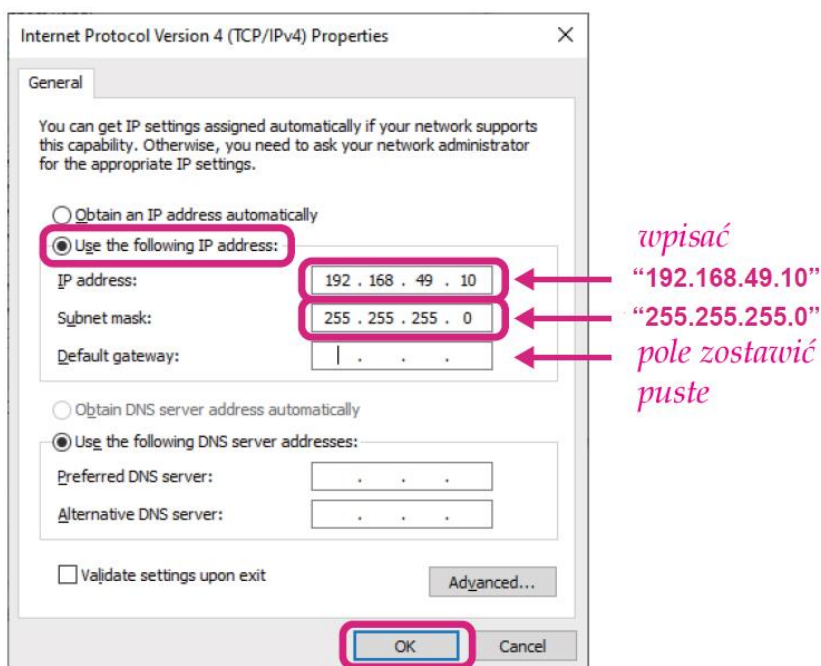 Internet Protocol Version 4 (TCP/IPv4) Properties
General
You can get IP settings assigned automatically if your network supports
this capability. Otherwise, you need to ask your network administrator
for the appropriate IP settings.
Obtain an IP address automatically
Use the following IP address:
IP address: 192 . 168 . 49 . 10
Subnet mask: 255 . 255 . 255 . 0
Default gateway: . . .
wpisać
“192.168.49.10”
“255.255.255.0”
pole zostawić
puste
Obtain DNS server address automatically
Use the following DNS server addresses:
Preferred DNS server: . . .
Alternative DNS server: . . .
Validate settings upon exit
Advanced...
OK Cancel